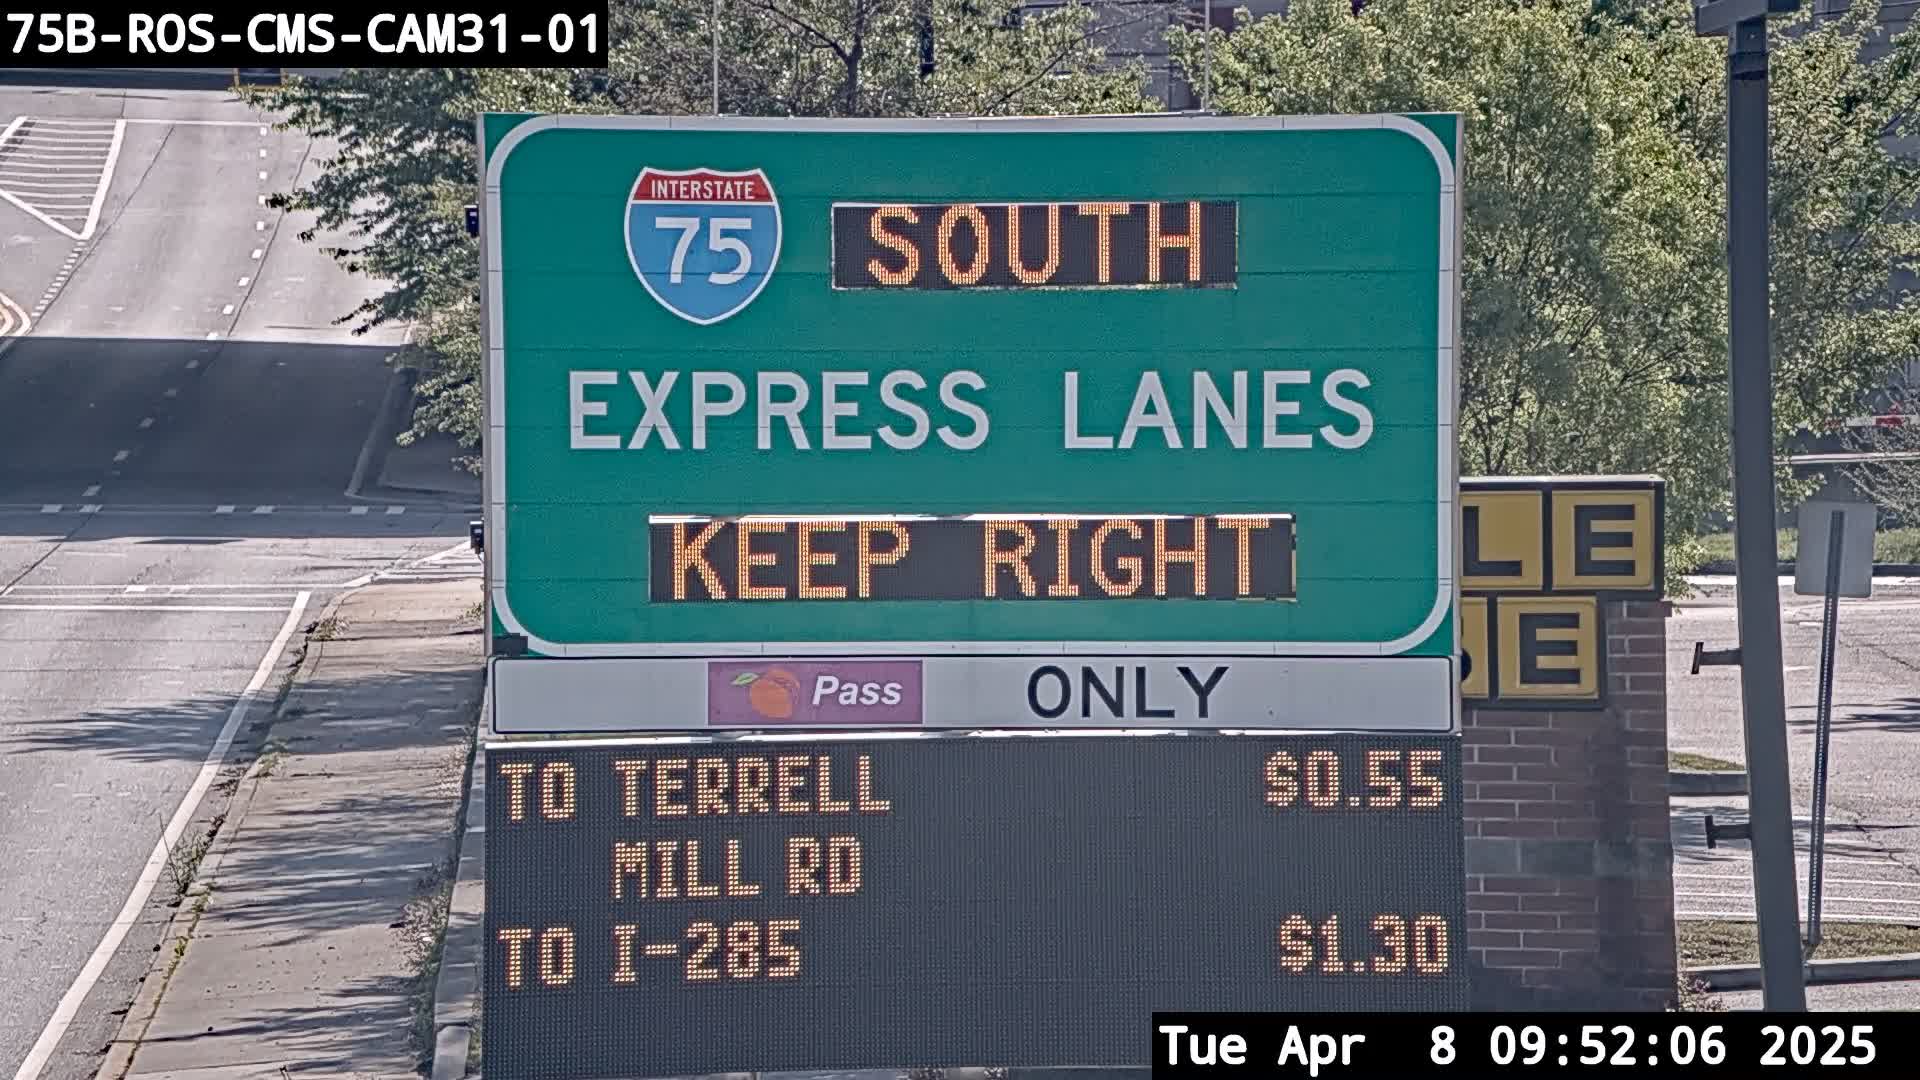 75B-ROS-CMS-CAM31-01
INTERSTATE
75
SOUTH
EXPRESS LANES
KEEP RIGHT
Pass ONLY
TO TERRELL $0.55
MILL RD
TO I-285 $1.30
LE
E
Tue Apr 8 09:52:06 2025